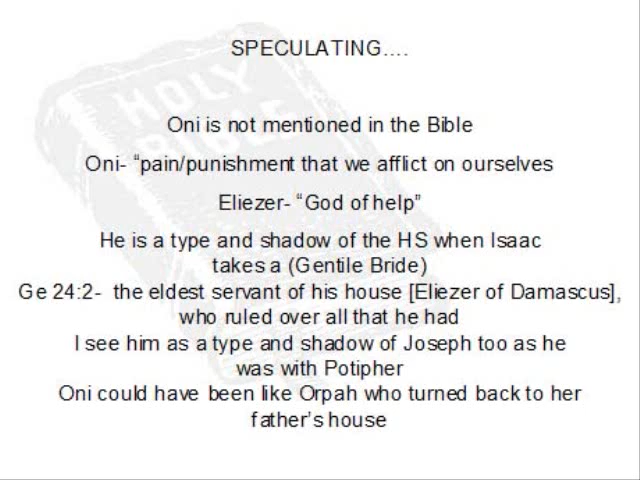 SPECULATING....
HOLY
BIBLE
Oni is not mentioned in the Bible
Oni- “pain/punishment that we afflict on ourselves
Eliezer- “God of help”
He is a type and shadow of the HS when Isaac
takes a (Gentile Bride)
Ge 24:2- the eldest servant of his house [Eliezer of Damascus],
who ruled over all that he had
I see him as a type and shadow of Joseph too as he
was with Potipher
Oni could have been like Orpah who turned back to her
father’s house